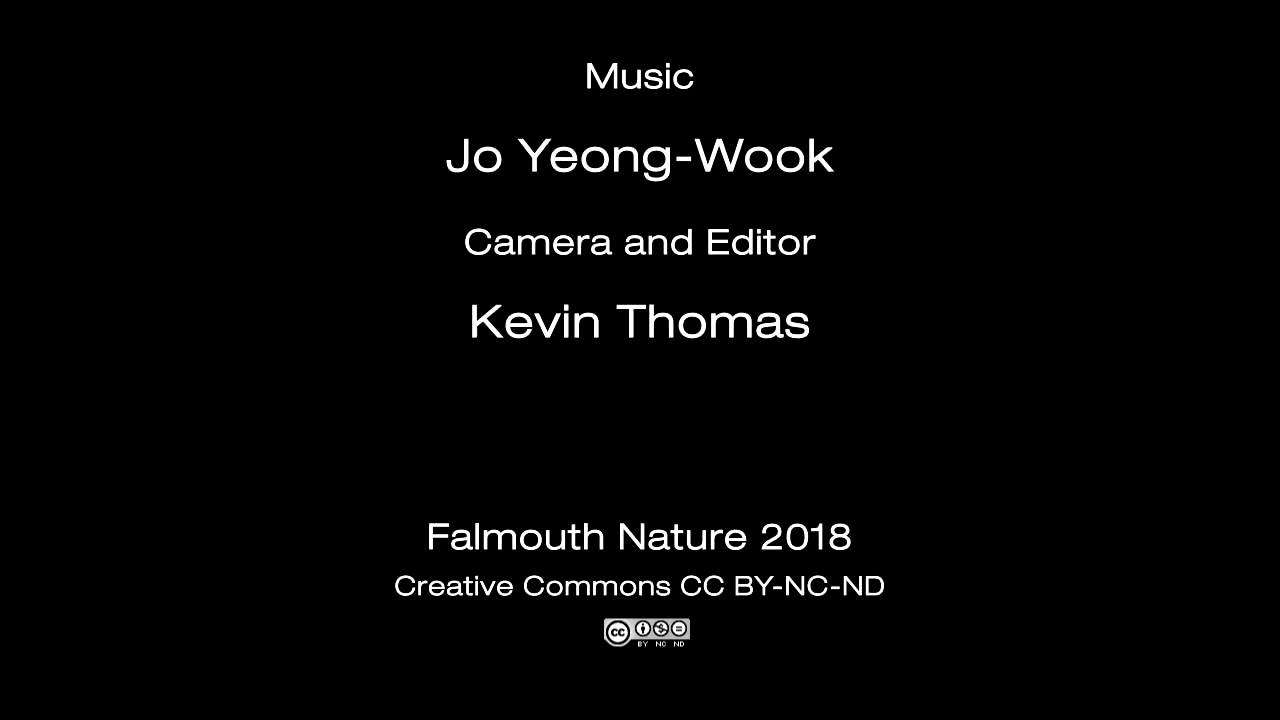 Music
Jo Yeong-Wook
Camera and Editor
Kevin Thomas
Falmouth Nature 2018
Creative Commons CC BY-NC-ND
cc
BY NC ND